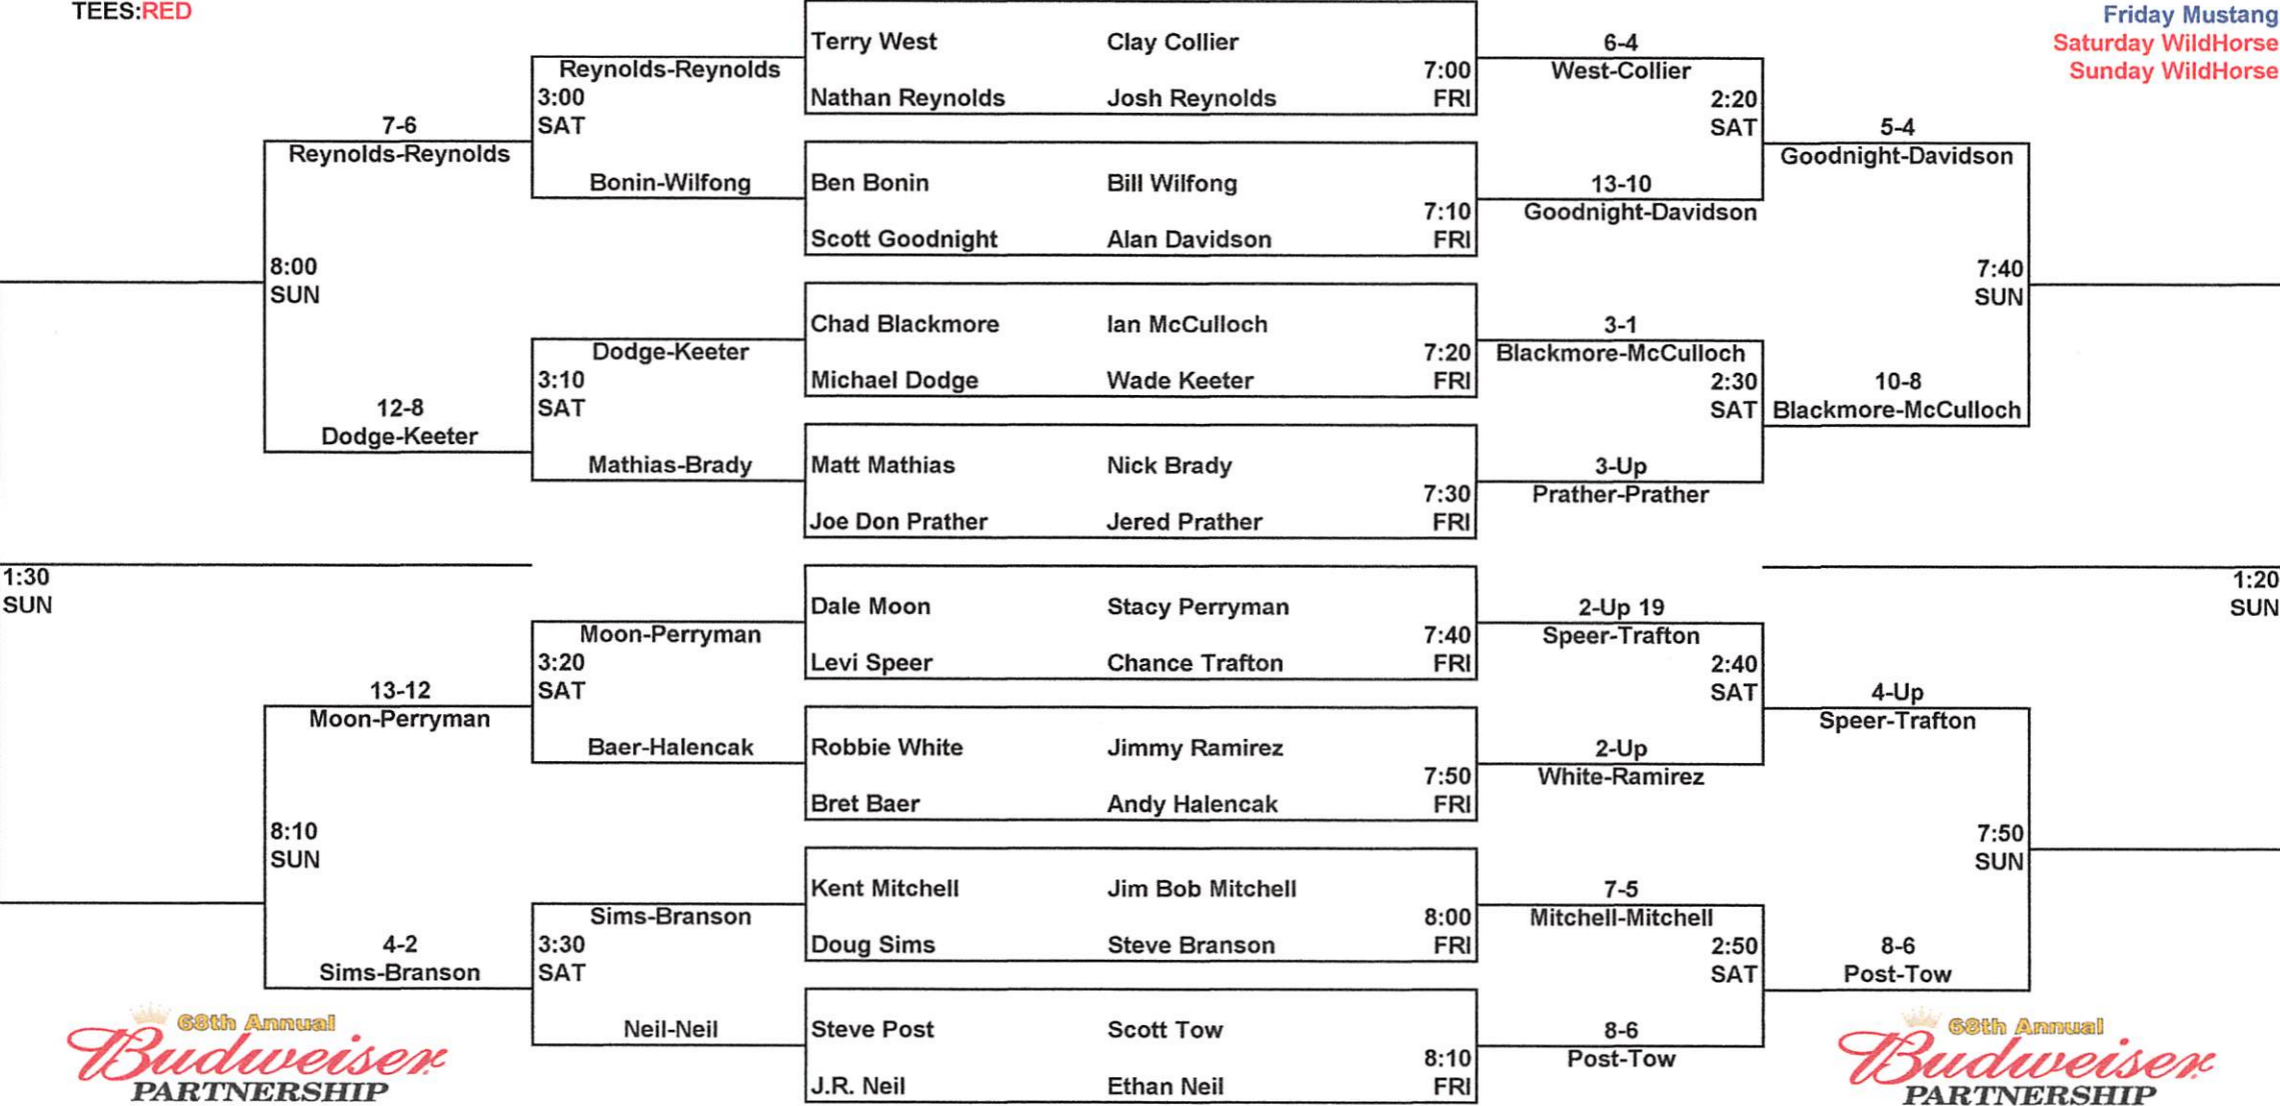 TEES:RED
Friday Mustang
Saturday WildHorse
Sunday WildHorse
7-6
Reynolds-Reynolds
8:00
SUN
12-8
Dodge-Keeter
1:30
SUN
13-12
Moon-Perryman
8:10
SUN
4-2
Sims-Branson
Reynolds-Reynolds
3:00
SAT
Bonin-Wilfong
Dodge-Keeter
3:10
SAT
Mathias-Brady
Moon-Perryman
3:20
SAT
Baer-Halencak
Sims-Branson
3:30
SAT
Neil-Neil
Terry West Clay Collier
7:00
Nathan Reynolds Josh Reynolds FRI
Ben Bonin Bill Wilfong
7:10
Scott Goodnight Alan Davidson FRI
Chad Blackmore Ian McCulloch
7:20
Michael Dodge Wade Keeter FRI
Matt Mathias Nick Brady
7:30
Joe Don Prather Jered Prather FRI
Dale Moon Stacy Perryman
7:40
Levi Speer Chance Trafton FRI
Robbie White Jimmy Ramirez
7:50
Bret Baer Andy Halencak FRI
Kent Mitchell Jim Bob Mitchell
8:00
Doug Sims Steve Branson FRI
Steve Post Scott Tow
8:10
J.R. Neil Ethan Neil FRI
6-4
West-Collier
2:20
SAT
13-10
Goodnight-Davidson
3-1
Blackmore-McCulloch
2:30
SAT
3-Up
Prather-Prather
2-Up 19
Speer-Trafton
2:40
SAT
2-Up
White-Ramirez
7-5
Mitchell-Mitchell
2:50
SAT
8-6
Post-Tow
5-4
Goodnight-Davidson
7:40
SUN
10-8
Blackmore-McCulloch
1:20
SUN
4-Up
Speer-Trafton
7:50
SUN
8-6
Post-Tow
68th Annual
Budweiser
PARTNERSHIP
68th Annual
Budweiser
PARTNERSHIP